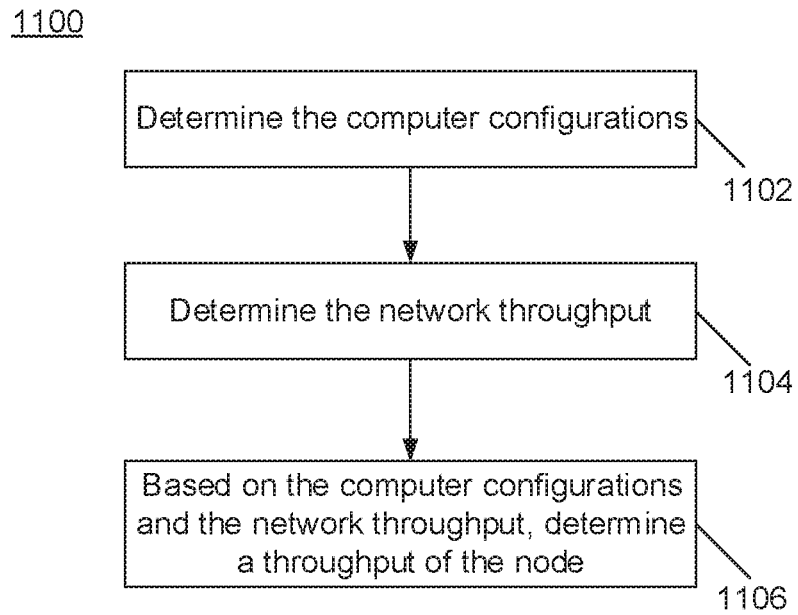 1100
Determine the computer configurations
1102
Determine the network throughput
1104
Based on the computer configurations
and the network throughput, determine
a throughput of the node
1106